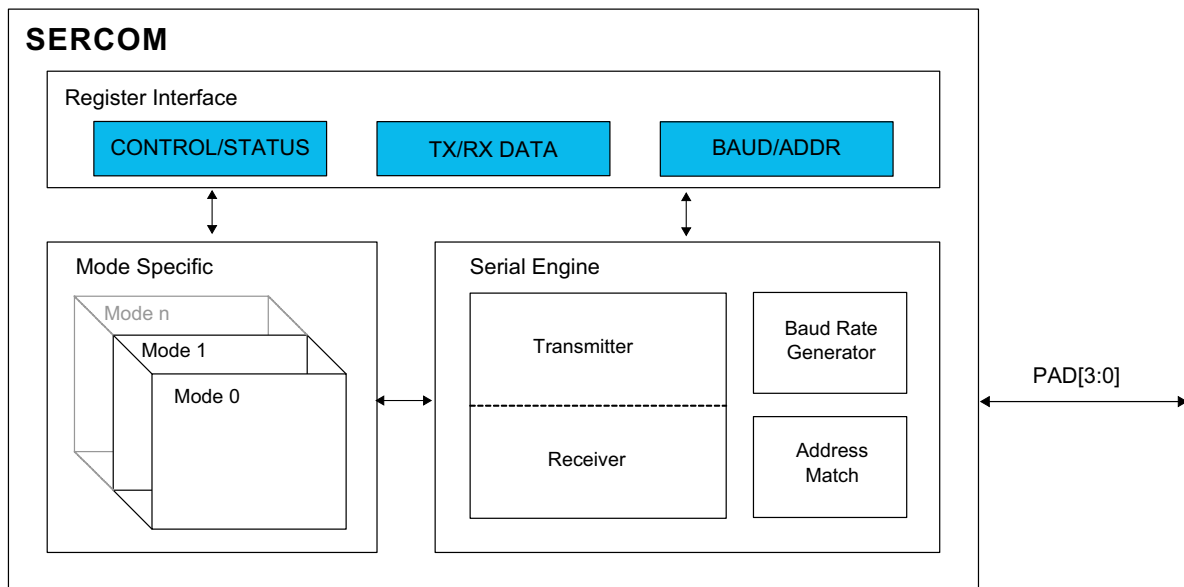 SERCOM
Register Interface
CONTROL/STATUS
TX/RX DATA
BAUD/ADDR
Mode Specific
Mode n
Mode 1
Mode 0
Serial Engine
Transmitter
Receiver
Baud Rate
Generator
Address
Match
PAD[3:0]